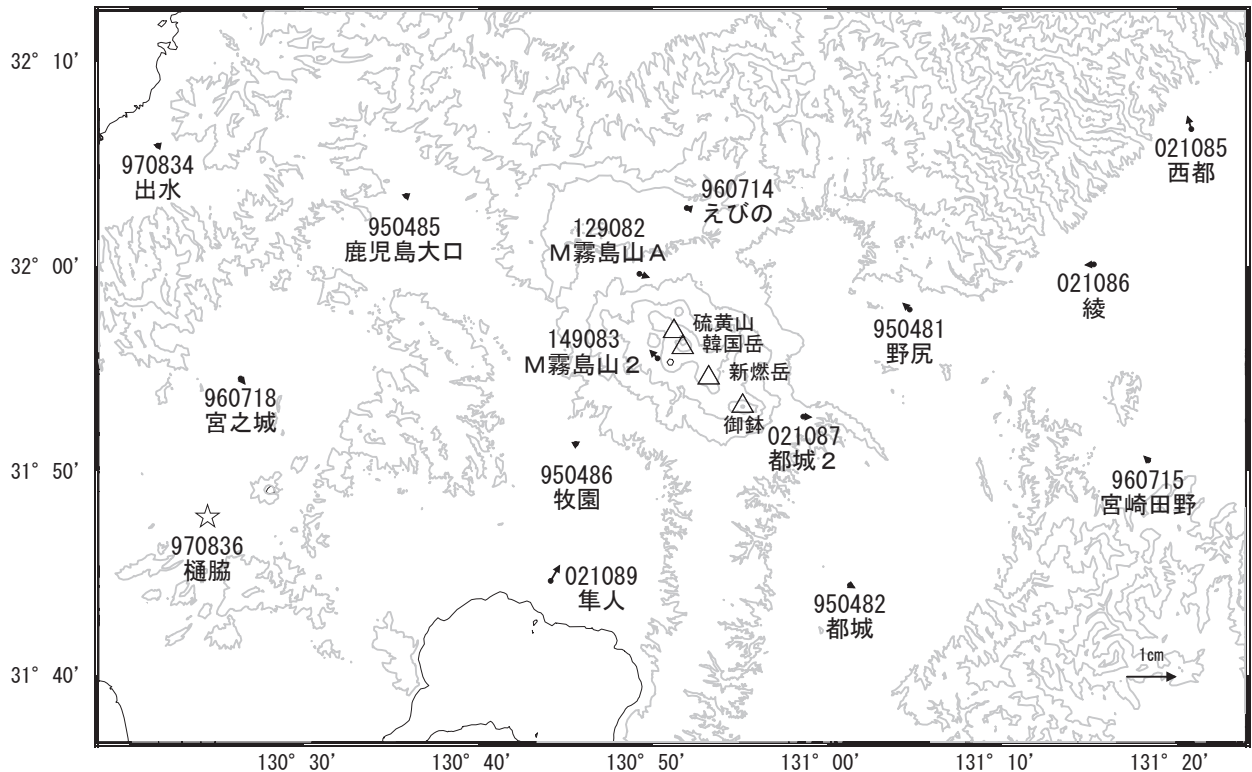 32° 10′
021085
西都
970834
出水
960714
えびの
950485
鹿児島大口
129082
Ｍ霧島山Ａ
32° 00′
021086
綾
硫黄山
950481
野尻
149083
Ｍ霧島山２
韓国岳
新燃岳
960718
宮之城
御鉢
021087
都城２
31° 50′
950486
牧園
960715
宮崎田野
970836
樋脇
021089
隼人
950482
都城
1cm
31° 40′
130° 30′
130° 40′
130° 50′
131° 00′
131° 10′
131° 20′